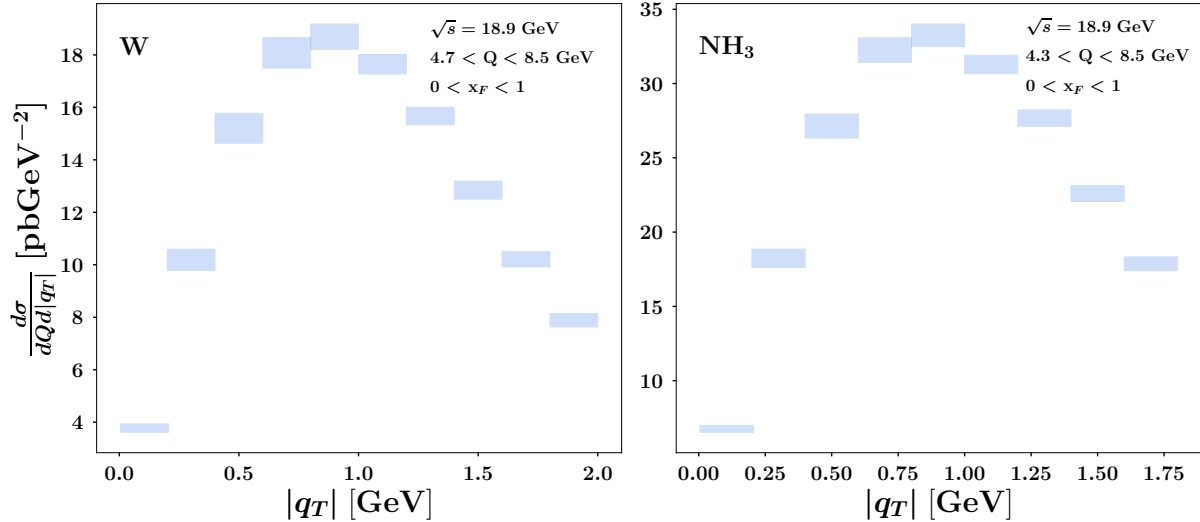 W
√s = 18.9 GeV
4.7 < Q < 8.5 GeV
0 < x_F < 1
18
16
14
12
10
8
6
4
0.0 0.5 1.0 1.5 2.0
|q_T| [GeV]
dσ/dQd|q_T| [pbGeV⁻²]
NH₃
√s = 18.9 GeV
4.3 < Q < 8.5 GeV
0 < x_F < 1
35
30
25
20
15
10
0.00 0.25 0.50 0.75 1.00 1.25 1.50 1.75
|q_T| [GeV]